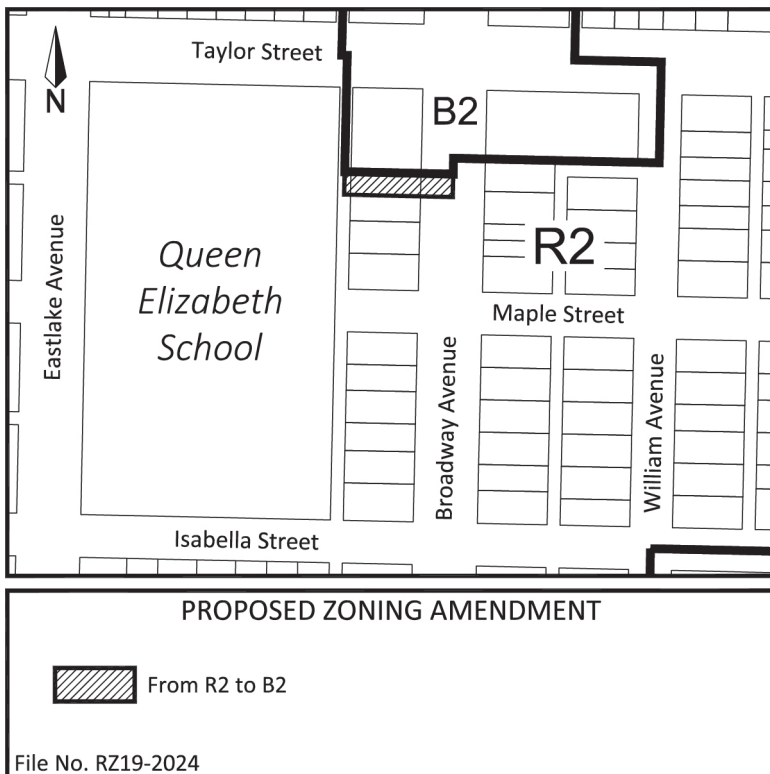 Taylor Street
N
B2
Eastlake Avenue
Queen
Elizabeth
School
R2
Maple Street
Broadway Avenue
William Avenue
Isabella Street
PROPOSED ZONING AMENDMENT
From R2 to B2
File No. RZ19-2024